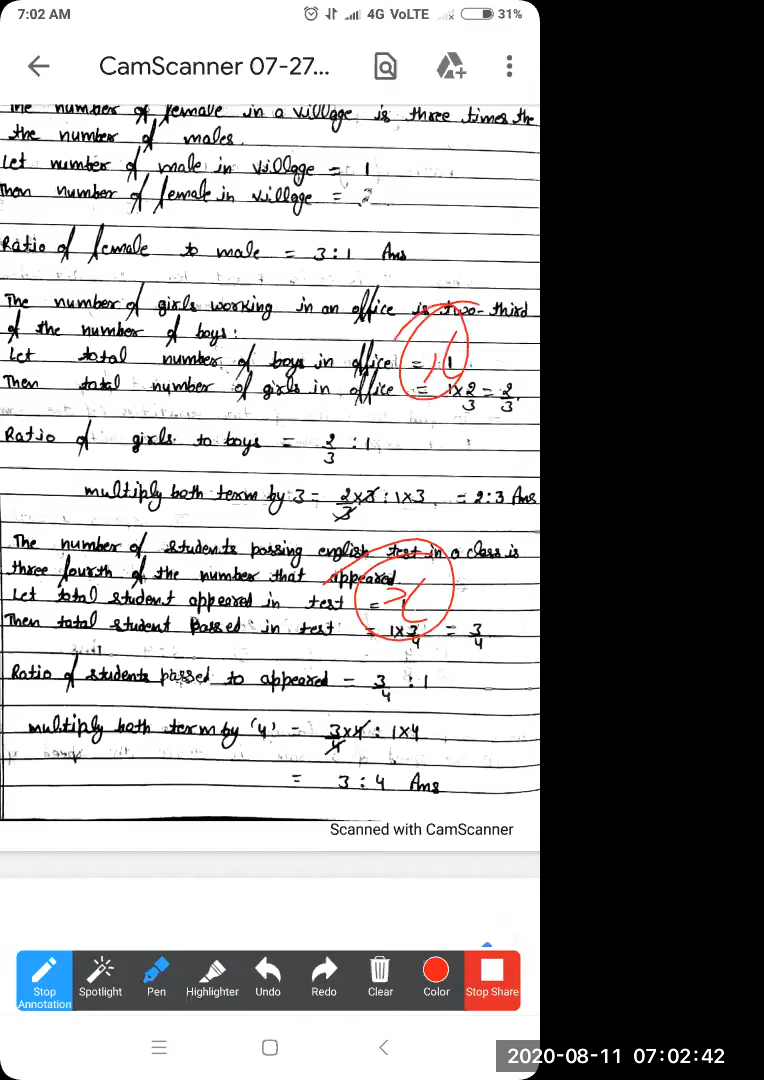 7:02 AM 4G VoLTE 31%
CamScanner 07-27...
The number of female in a village is three times the
the number of males.
Let number of male in village = 1
Then number of female in village = 3
Ratio of female to male = 3:1 Ans
The number of girls working in an office is two-third
of the number of boys:
Let total number of boys in office = 1
Then total number of girls in office = 1×2/3 = 2/3.
Ratio of girls to boys = 2/3 : 1
multiply both term by 3 = 2/3×3 : 1×3 = 2:3 Ans
The number of students passing english test in a class is
three fourth of the number that appeared
Let total student appeared in test = 1
Then total student passed in test = 1×3/4 = 3/4
Ratio of students passed to appeared = 3/4 : 1
multiply both term by '4' = 3/4×4 : 1×4
= 3:4 Ans
Scanned with CamScanner
Stop Annotation Spotlight Pen Highlighter Undo Redo Clear Color Stop Share
2020-08-11 07:02:42